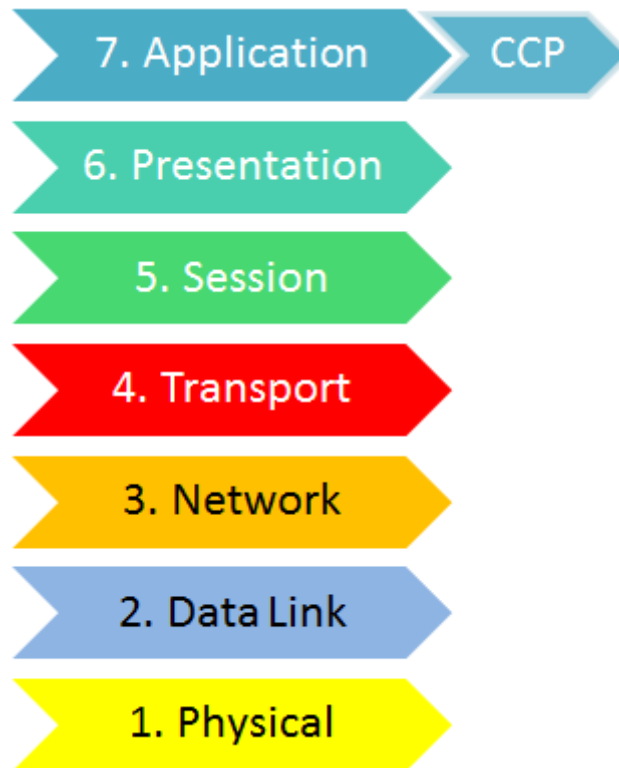 7. Application CCP
6. Presentation
5. Session
4. Transport
3. Network
2. Data Link
1. Physical